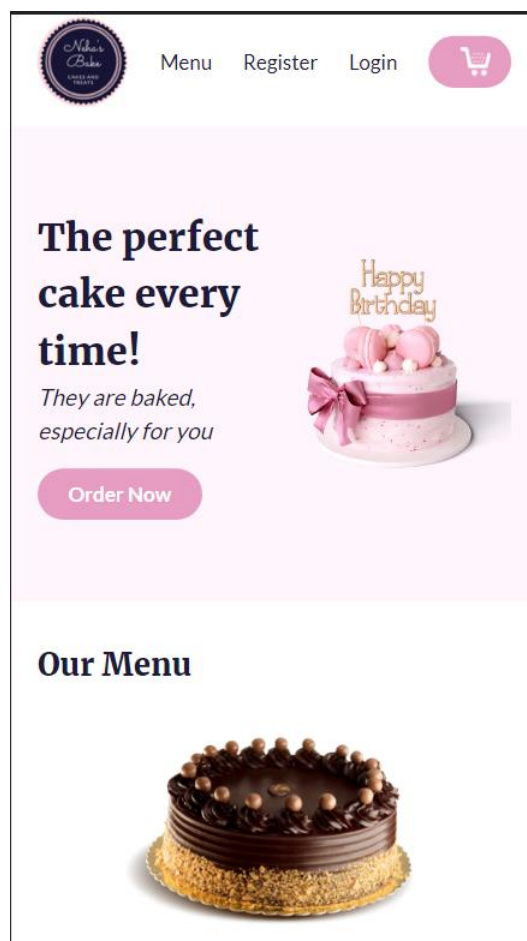 Neha's
Bake
CAKES AND
TREATS
Menu Register Login
The perfect
cake every
time!
Happy
Birthday
They are baked,
especially for you
Order Now
Our Menu